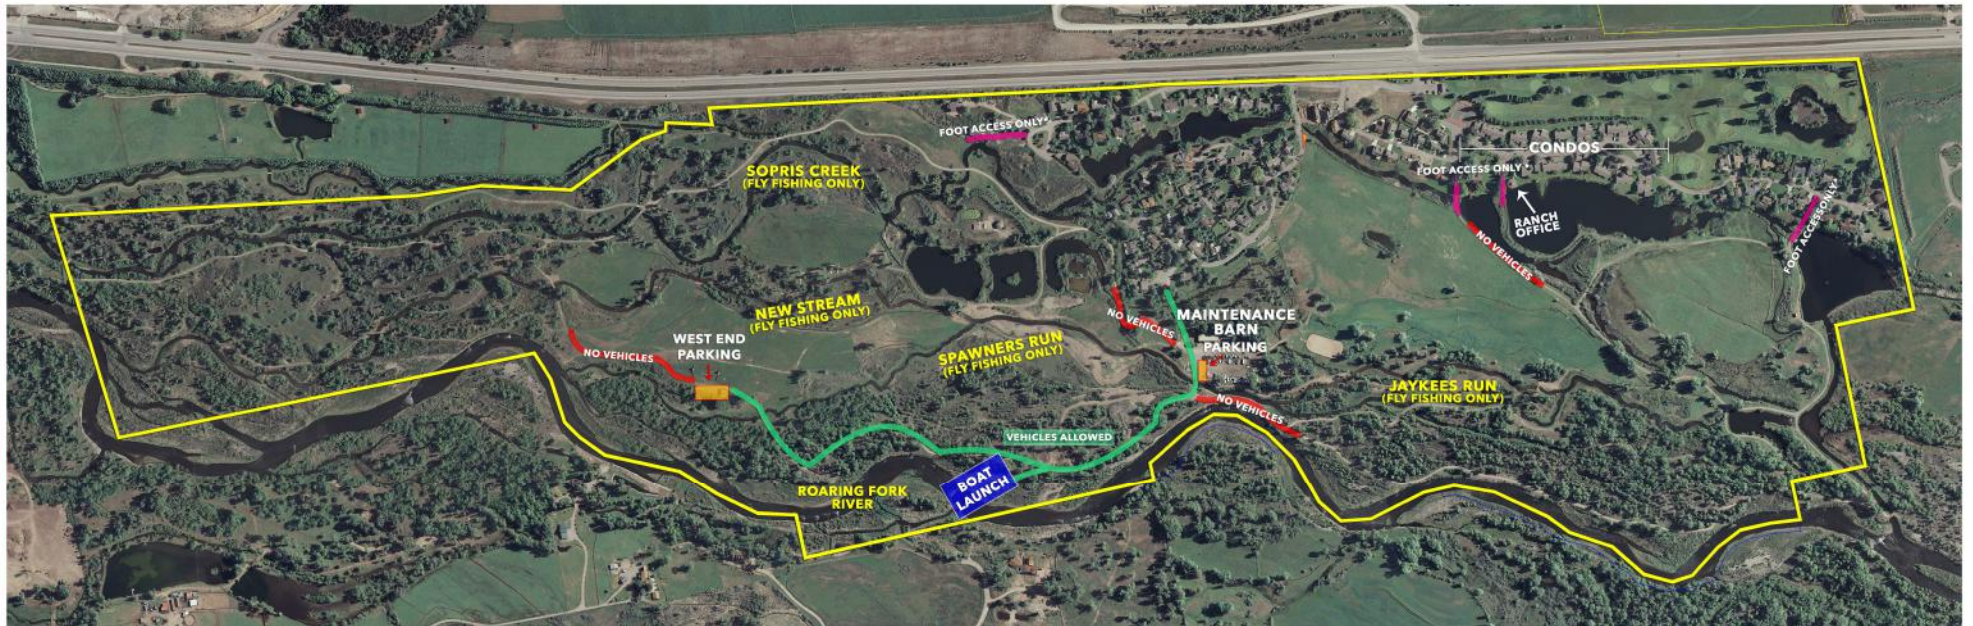 FOOT ACCESS ONLY*
SOPRIS CREEK
(FLY FISHING ONLY)
CONDOS
FOOT ACCESS ONLY*
RANCH
OFFICE
FOOT ACCESSONLY*
NO VEHICLES
NEW STREAM
(FLY FISHING ONLY)
NO VEHICLES
MAINTENANCE
BARN
PARKING
WEST END
PARKING
NO VEHICLES
SPAWNERS RUN
(FLY FISHING ONLY)
JAYKEES RUN
(FLY FISHING ONLY)
NO VEHICLES
VEHICLES ALLOWED
BOAT
LAUNCH
ROARING FORK
RIVER